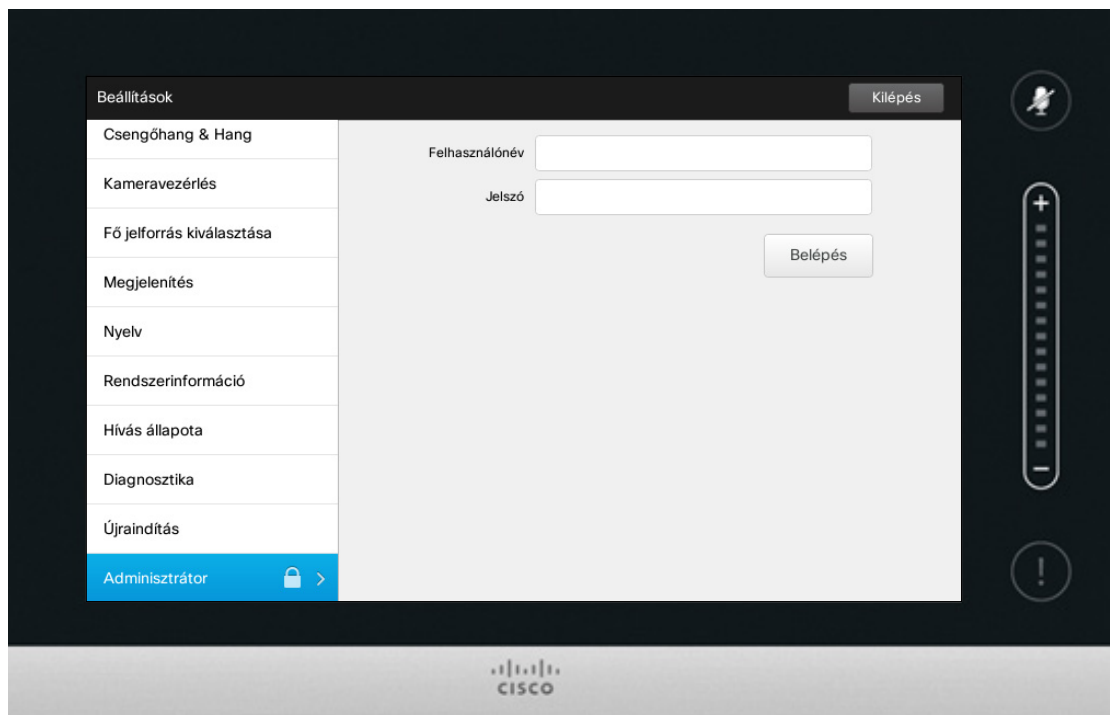 Beállítások
Kilépés
Csengőhang & Hang
Kameravezérlés
Fő jelforrás kiválasztása
Megjelenítés
Nyelv
Rendszerinformáció
Hívás állapota
Diagnosztika
Újraindítás
Adminisztrátor
Felhasználónév
Jelszó
Belépés
+
−
!
CISCO